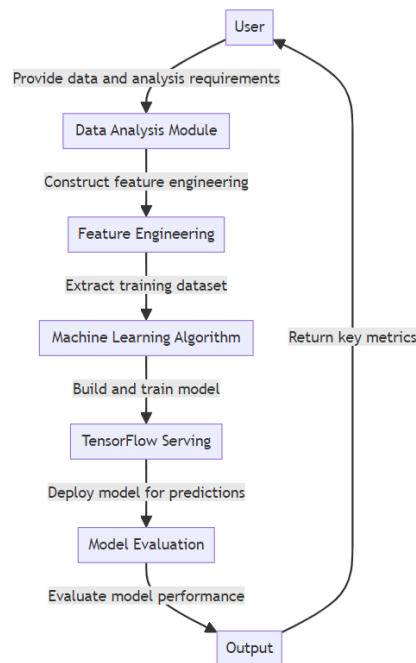 User
Provide data and analysis requirements
Data Analysis Module
Construct feature engineering
Feature Engineering
Extract training dataset
Machine Learning Algorithm
Return key metrics
Build and train model
TensorFlow Serving
Deploy model for predictions
Model Evaluation
Evaluate model performance
Output